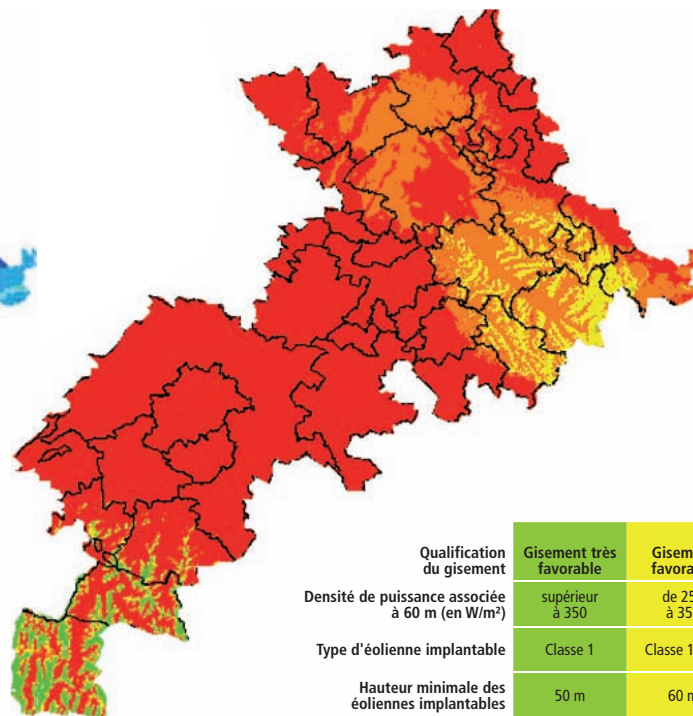 Qualification
du gisement
Gisement très
favorable
Densité de puissance associée
à 60 m (en W/m²)
supérieur
à 350
Type d'éolienne implantable
Classe 1
Classe 1
Hauteur minimale des
éoliennes implantables
50 m
60 m